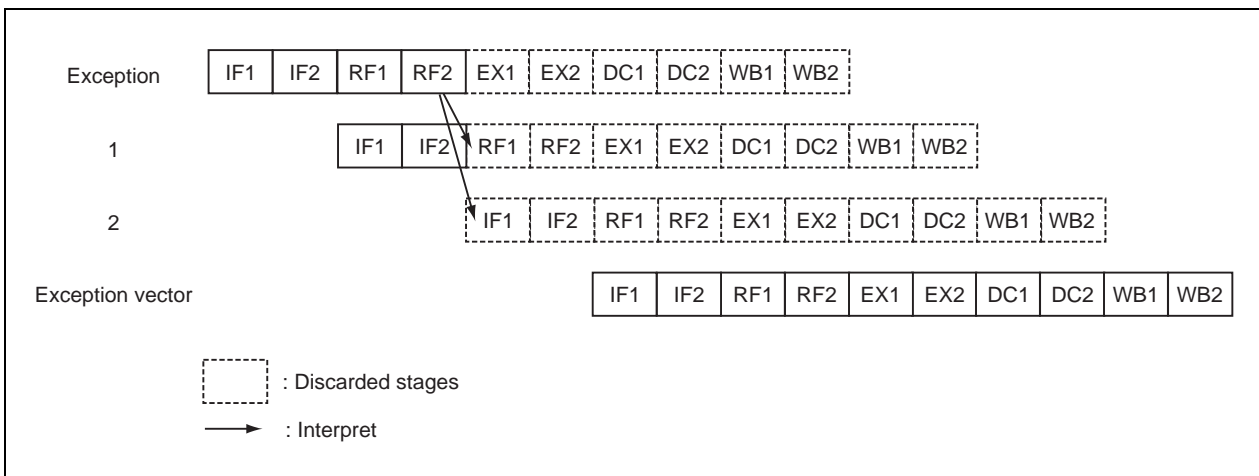 Exception IF1 IF2 RF1 RF2 EX1 EX2 DC1 DC2 WB1 WB2
1 IF1 IF2 RF1 RF2 EX1 EX2 DC1 DC2 WB1 WB2
2 IF1 IF2 RF1 RF2 EX1 EX2 DC1 DC2 WB1 WB2
Exception vector IF1 IF2 RF1 RF2 EX1 EX2 DC1 DC2 WB1 WB2
: Discarded stages
: Interpret